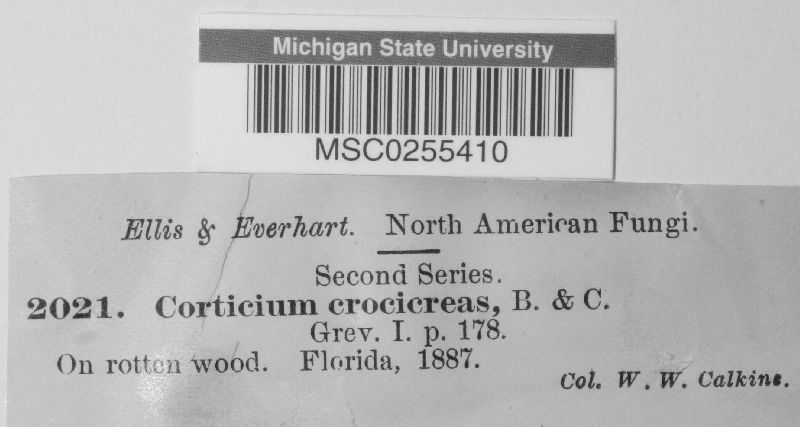 Michigan State University
MSC0255410
Ellis & Everhart. North American Fungi.
Second Series.
2021. Corticium crocicreas, B. & C.
Grev. I. p. 178.
On rotten wood. Florida, 1887.
Col. W. W. Calkins.